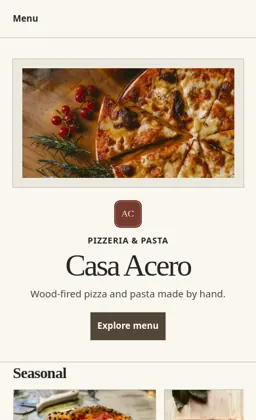 Menu
AC
PIZZERIA & PASTA
Casa Acero
Wood-fired pizza and pasta made by hand.
Explore menu
Seasonal